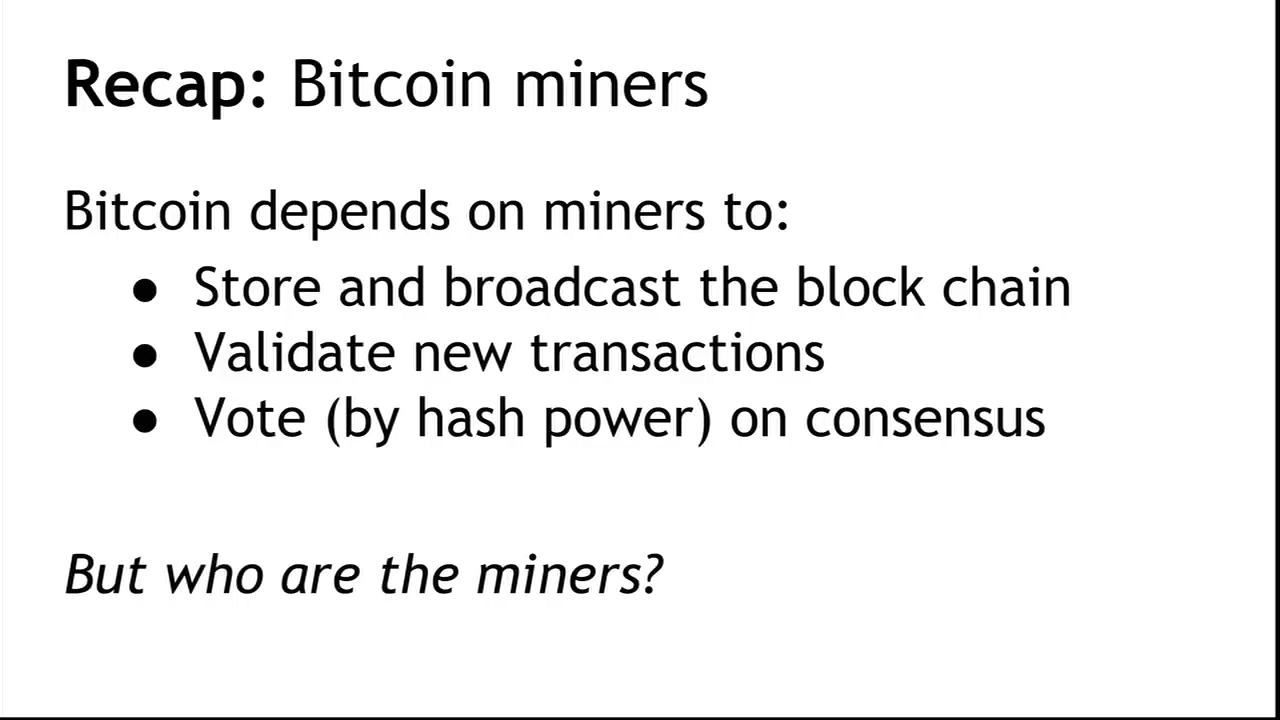 Recap: Bitcoin miners
Bitcoin depends on miners to:
● Store and broadcast the block chain
● Validate new transactions
● Vote (by hash power) on consensus
But who are the miners?